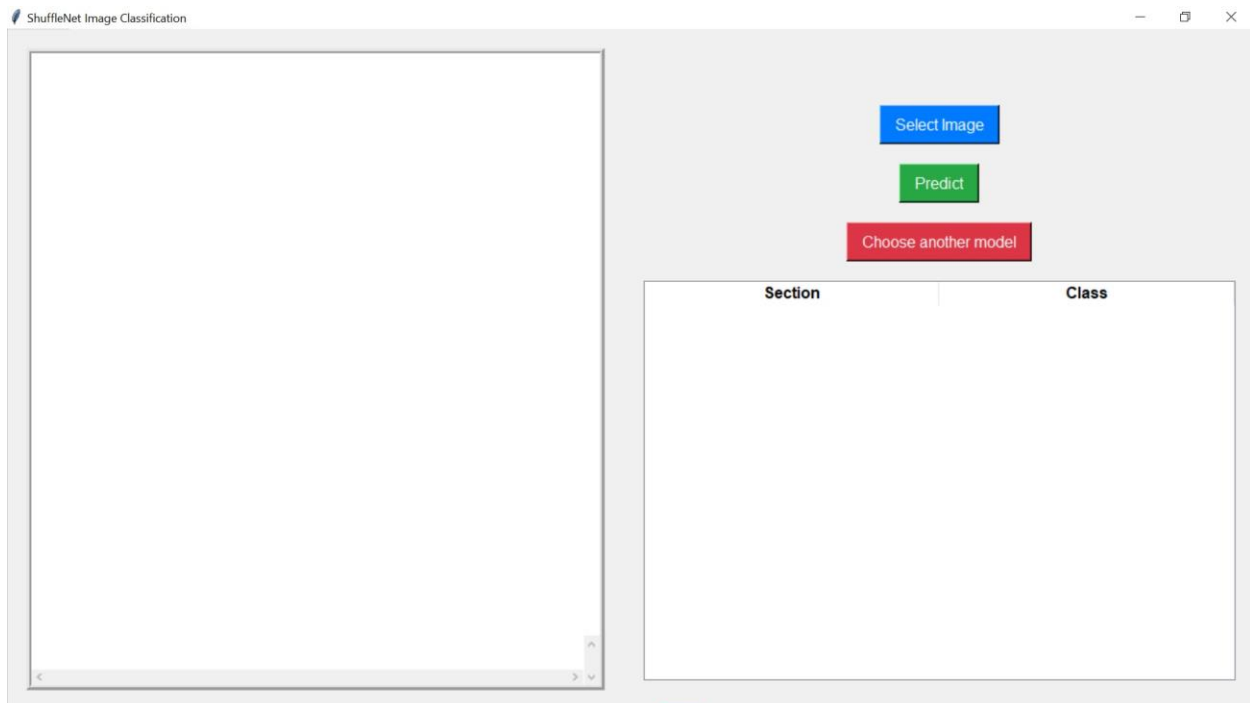 ShuffleNet Image Classification
Select Image
Predict
Choose another model
Section Class